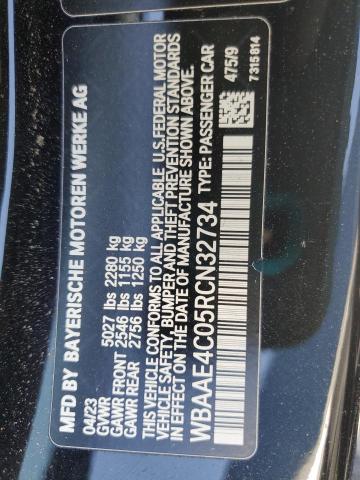 MFD BY BAYERISCHE MOTOREN WERKE AG
04/23
GVWR 5027 lbs 2280 kg
GAWR FRONT 2546 lbs 1155 kg
GAWR REAR 2756 lbs 1250 kg
THIS VEHICLE CONFORMS TO ALL APPLICABLE U.S.FEDERAL MOTOR
VEHICLE SAFETY, BUMPER AND THEFT PREVENTION STANDARDS
IN EFFECT ON THE DATE OF MANUFACTURE SHOWN ABOVE.
WBAAE4C05RCN32734 TYPE: PASSENGER CAR
475/9
7315814